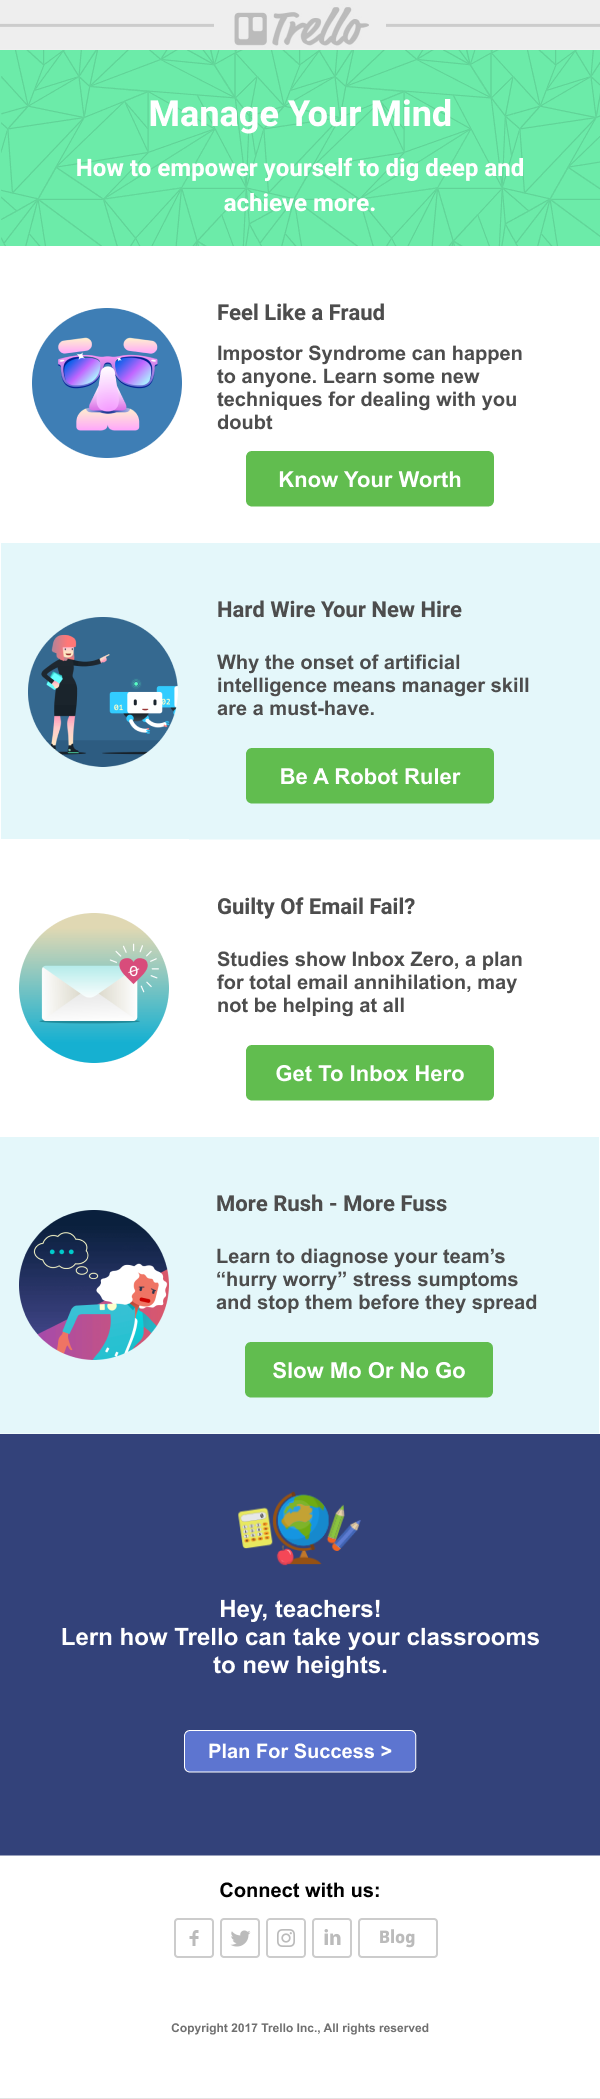 Trello
Manage Your Mind
How to empower yourself to dig deep and
achieve more.
Feel Like a Fraud
Impostor Syndrome can happen
to anyone. Learn some new
techniques for dealing with you
doubt
Know Your Worth
Hard Wire Your New Hire
Why the onset of artificial
intelligence means manager skill
are a must-have.
01
02
Be A Robot Ruler
Guilty Of Email Fail?
Studies show Inbox Zero, a plan
for total email annihilation, may
not be helping at all
0
Get To Inbox Hero
More Rush - More Fuss
Learn to diagnose your team’s
“hurry worry” stress sumptoms
and stop them before they spread
Slow Mo Or No Go
Hey, teachers!
Lern how Trello can take your classrooms
to new heights.
Plan For Success >
Connect with us:
f in Blog
Copyright 2017 Trello Inc., All rights reserved